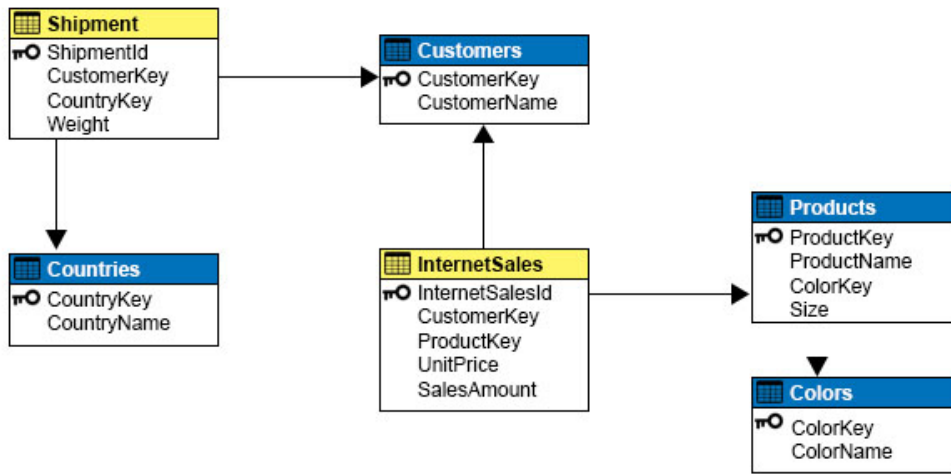 Shipment
ShipmentId
CustomerKey
CountryKey
Weight
Customers
CustomerKey
CustomerName
Countries
CountryKey
CountryName
InternetSales
InternetSalesId
CustomerKey
ProductKey
UnitPrice
SalesAmount
Products
ProductKey
ProductName
ColorKey
Size
Colors
ColorKey
ColorName